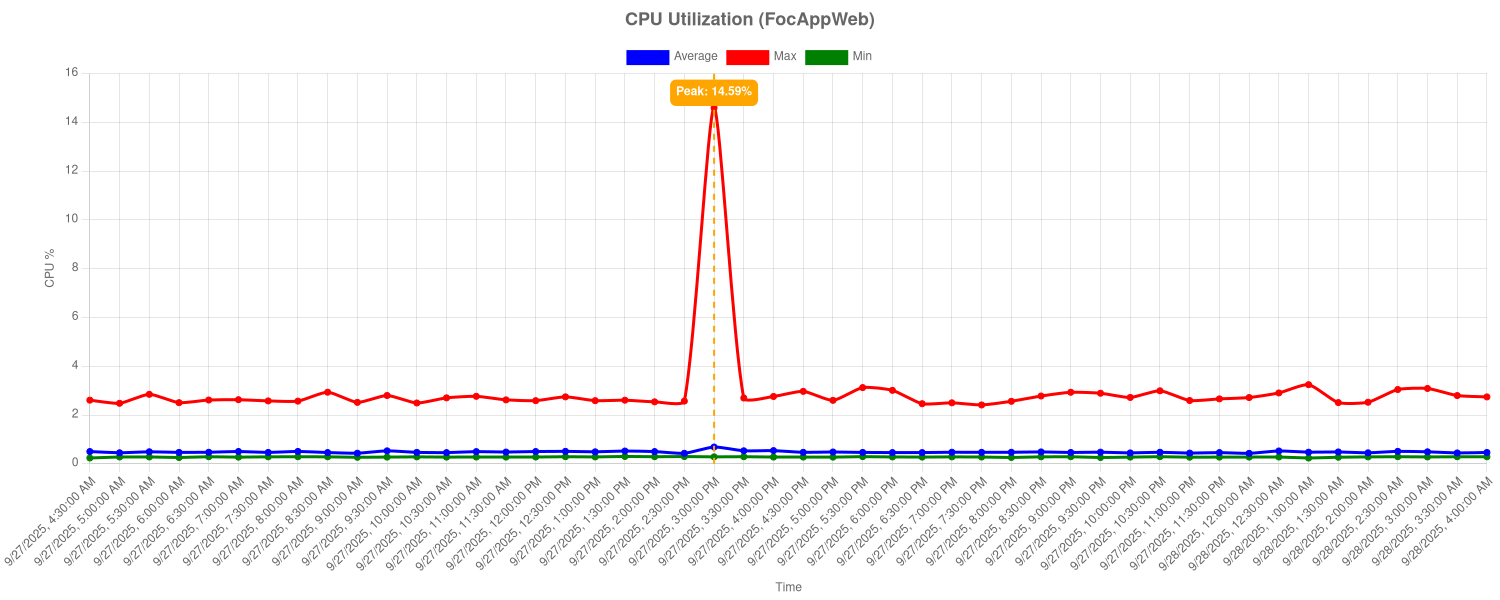 CPU Utilization (FocAppWeb)
Average Max Min
Peak: 14.59%
16
14
12
10
8
6
4
2
0
CPU %
9/27/2025, 4:30:00 AM
9/27/2025, 5:00:00 AM
9/27/2025, 5:30:00 AM
9/27/2025, 6:00:00 AM
9/27/2025, 6:30:00 AM
9/27/2025, 7:00:00 AM
9/27/2025, 7:30:00 AM
9/27/2025, 8:00:00 AM
9/27/2025, 8:30:00 AM
9/27/2025, 9:00:00 AM
9/27/2025, 9:30:00 AM
9/27/2025, 10:00:00 AM
9/27/2025, 10:30:00 AM
9/27/2025, 11:00:00 AM
9/27/2025, 11:30:00 AM
9/27/2025, 12:00:00 PM
9/27/2025, 12:30:00 PM
9/27/2025, 1:00:00 PM
9/27/2025, 1:30:00 PM
9/27/2025, 2:00:00 PM
9/27/2025, 2:30:00 PM
9/27/2025, 3:00:00 PM
9/27/2025, 3:30:00 PM
9/27/2025, 4:00:00 PM
9/27/2025, 4:30:00 PM
9/27/2025, 5:00:00 PM
9/27/2025, 5:30:00 PM
9/27/2025, 6:00:00 PM
9/27/2025, 6:30:00 PM
9/27/2025, 7:00:00 PM
9/27/2025, 7:30:00 PM
9/27/2025, 8:00:00 PM
9/27/2025, 8:30:00 PM
9/27/2025, 9:00:00 PM
9/27/2025, 9:30:00 PM
9/27/2025, 10:00:00 PM
9/27/2025, 10:30:00 PM
9/27/2025, 11:00:00 PM
9/27/2025, 11:30:00 PM
9/28/2025, 12:00:00 AM
9/28/2025, 12:30:00 AM
9/28/2025, 1:00:00 AM
9/28/2025, 1:30:00 AM
9/28/2025, 2:00:00 AM
9/28/2025, 2:30:00 AM
9/28/2025, 3:00:00 AM
9/28/2025, 3:30:00 AM
9/28/2025, 4:00:00 AM
Time